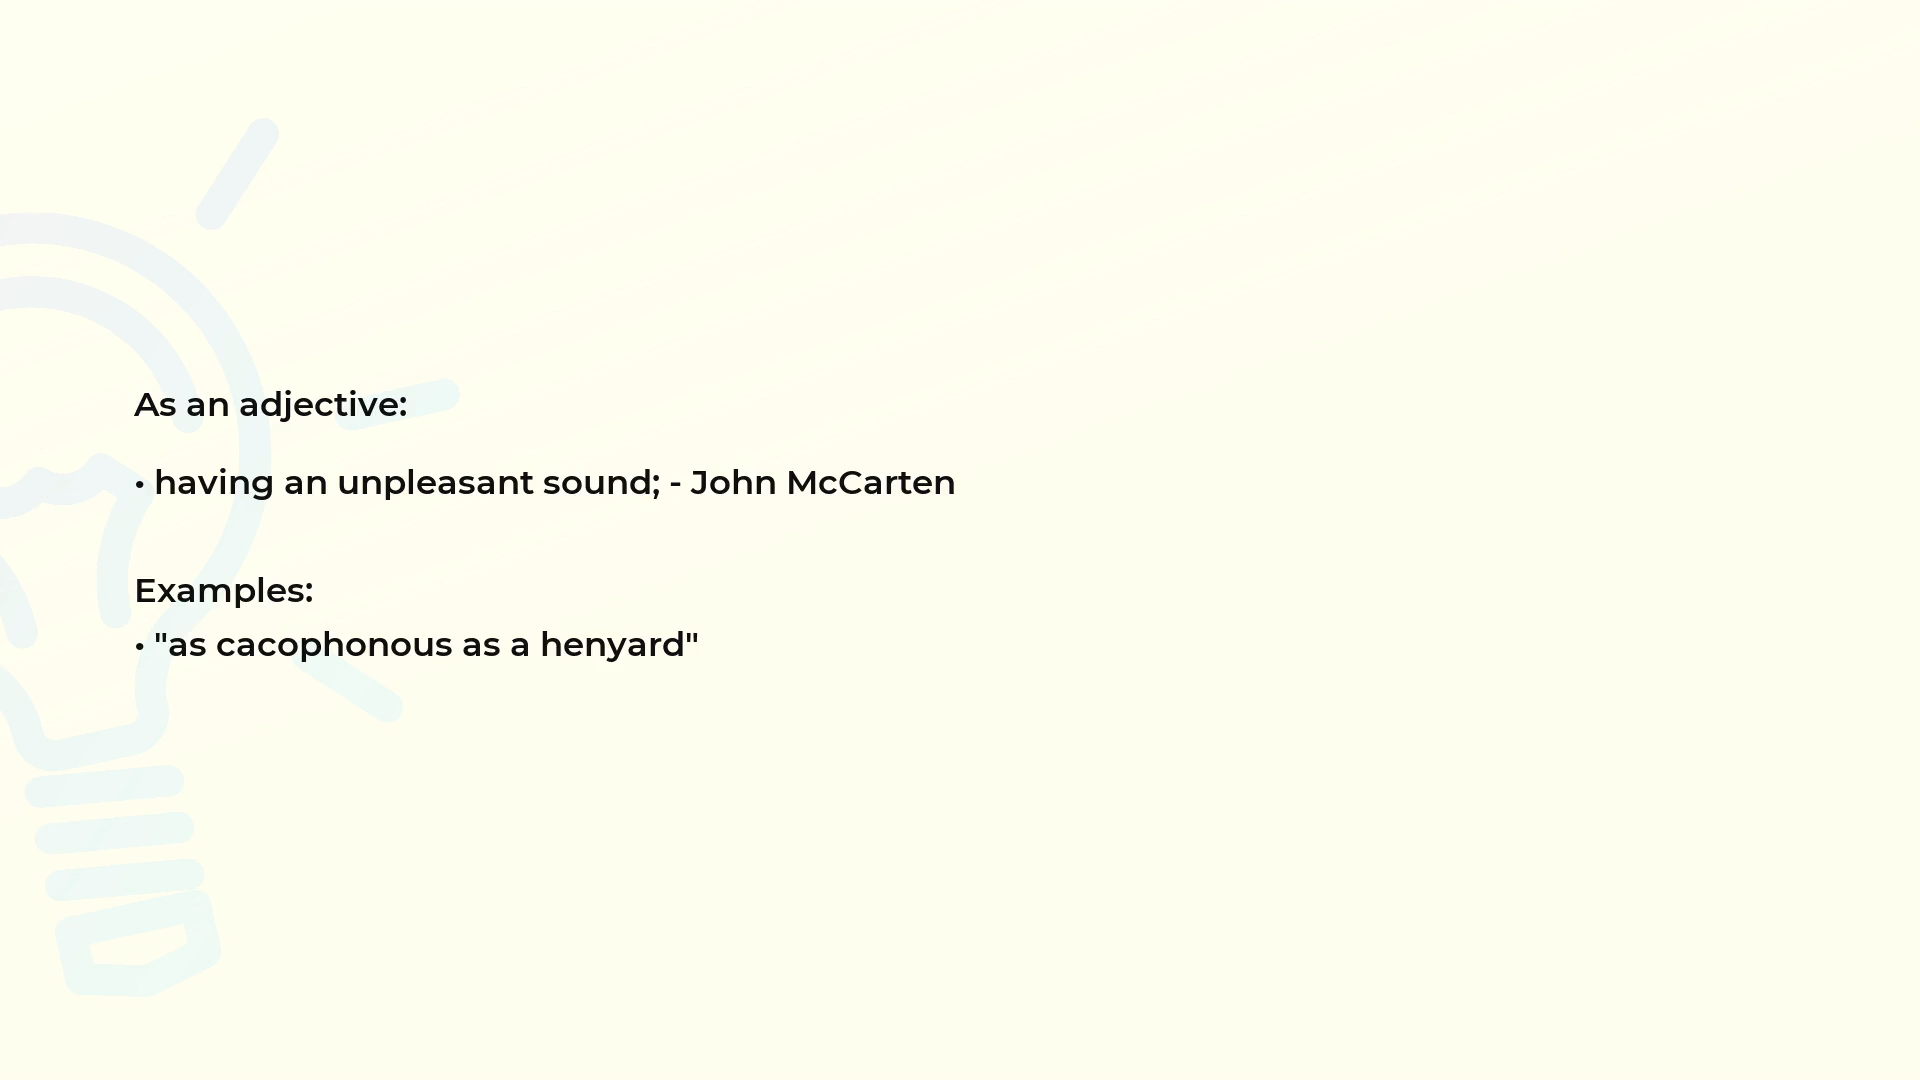 As an adjective:
• having an unpleasant sound; - John McCarten
Examples:
• "as cacophonous as a henyard"